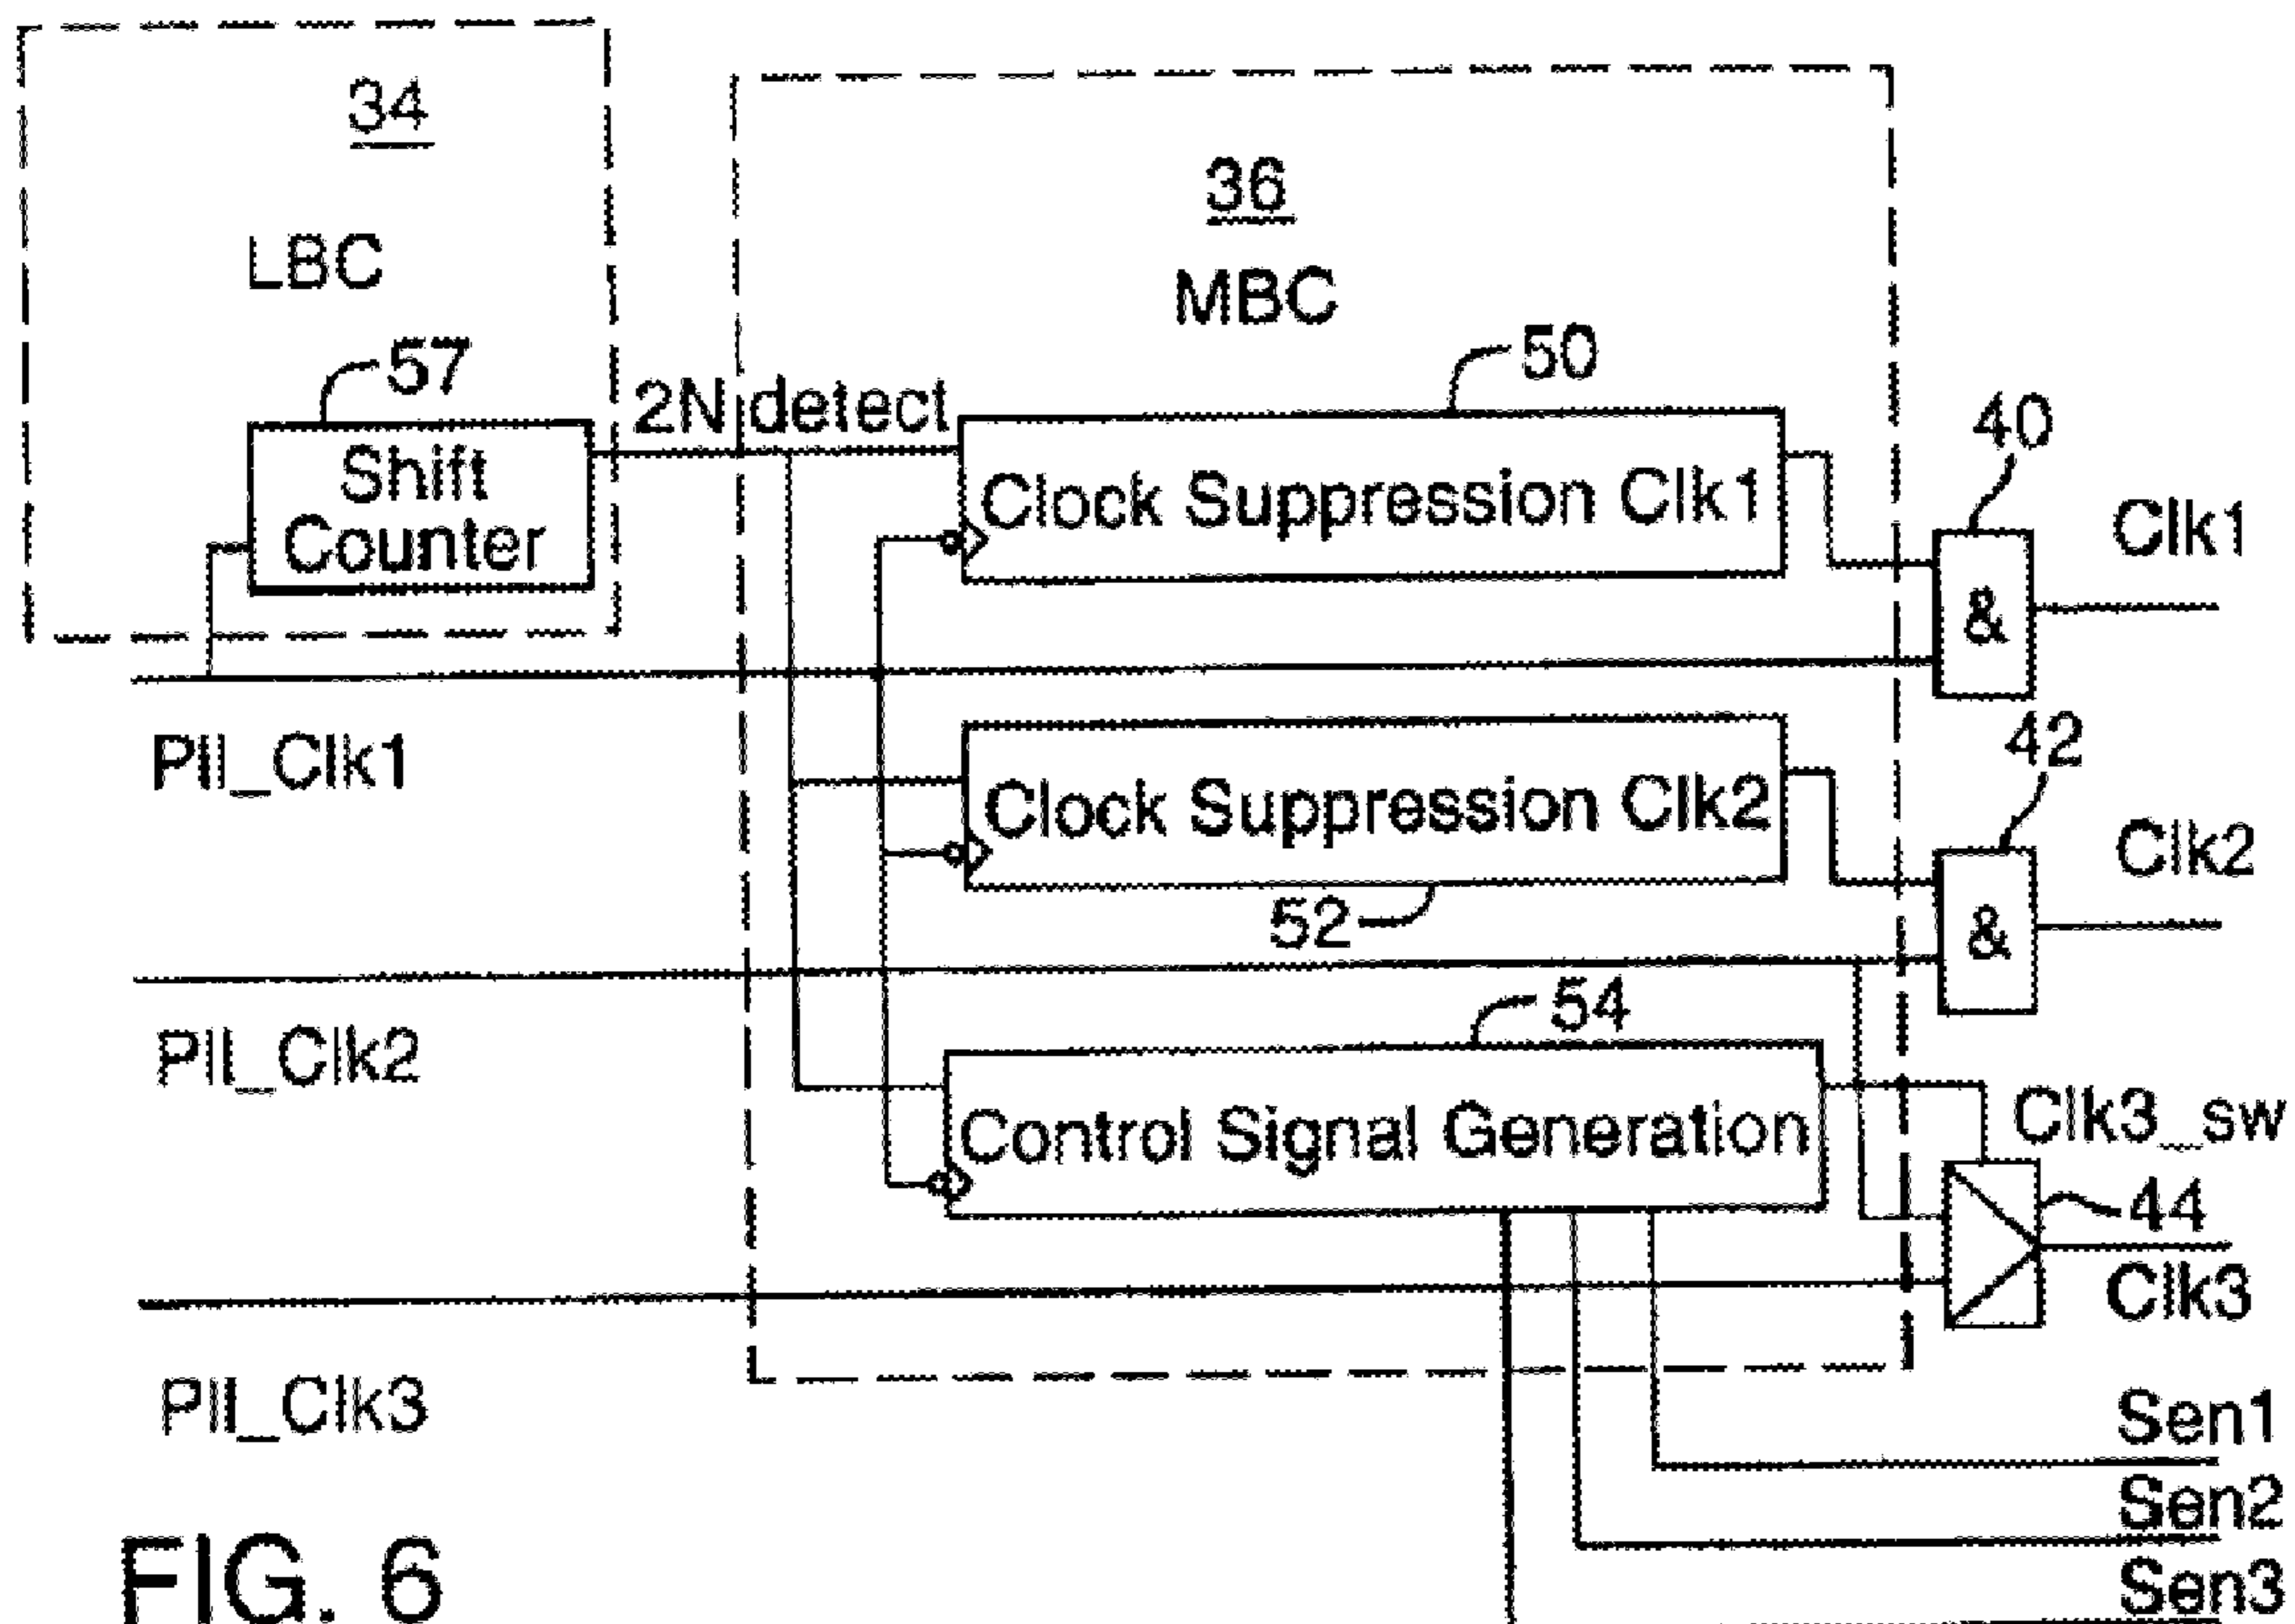 34
LBC
57
Shift
Counter
2N detect
36
MBC
50
Clock Suppression Clk1
40
&
Clk1
Pll_Clk1
Clock Suppression Clk2
52
42
&
Clk2
Pll_Clk2
54
Control Signal Generation
Clk3_sw
44
Clk3
Pll_Clk3
Sen1
Sen2
Sen3
FIG. 6